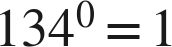 134⁰ = 1